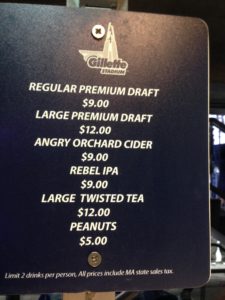 Gillette
STADIUM
REGULAR PREMIUM DRAFT
$9.00
LARGE PREMIUM DRAFT
$12.00
ANGRY ORCHARD CIDER
$9.00
REBEL IPA
$9.00
LARGE TWISTED TEA
$12.00
PEANUTS
$5.00
Limit 2 drinks per person, All prices include MA state sales tax.